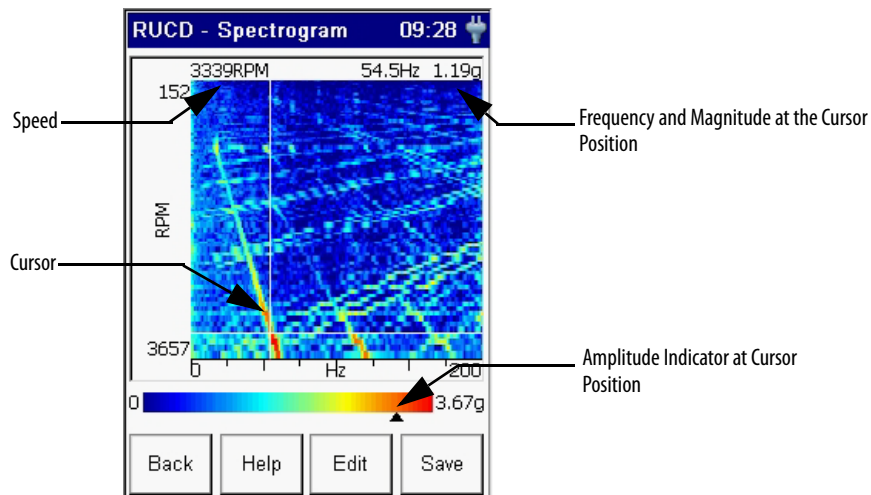 RUCD - Spectrogram 09:28
3339RPM 54.5Hz 1.19g
152
Speed
Frequency and Magnitude at the Cursor
Position
RPM
Cursor
3657
0 Hz 200
Amplitude Indicator at Cursor
Position
0 3.67g
Back Help Edit Save